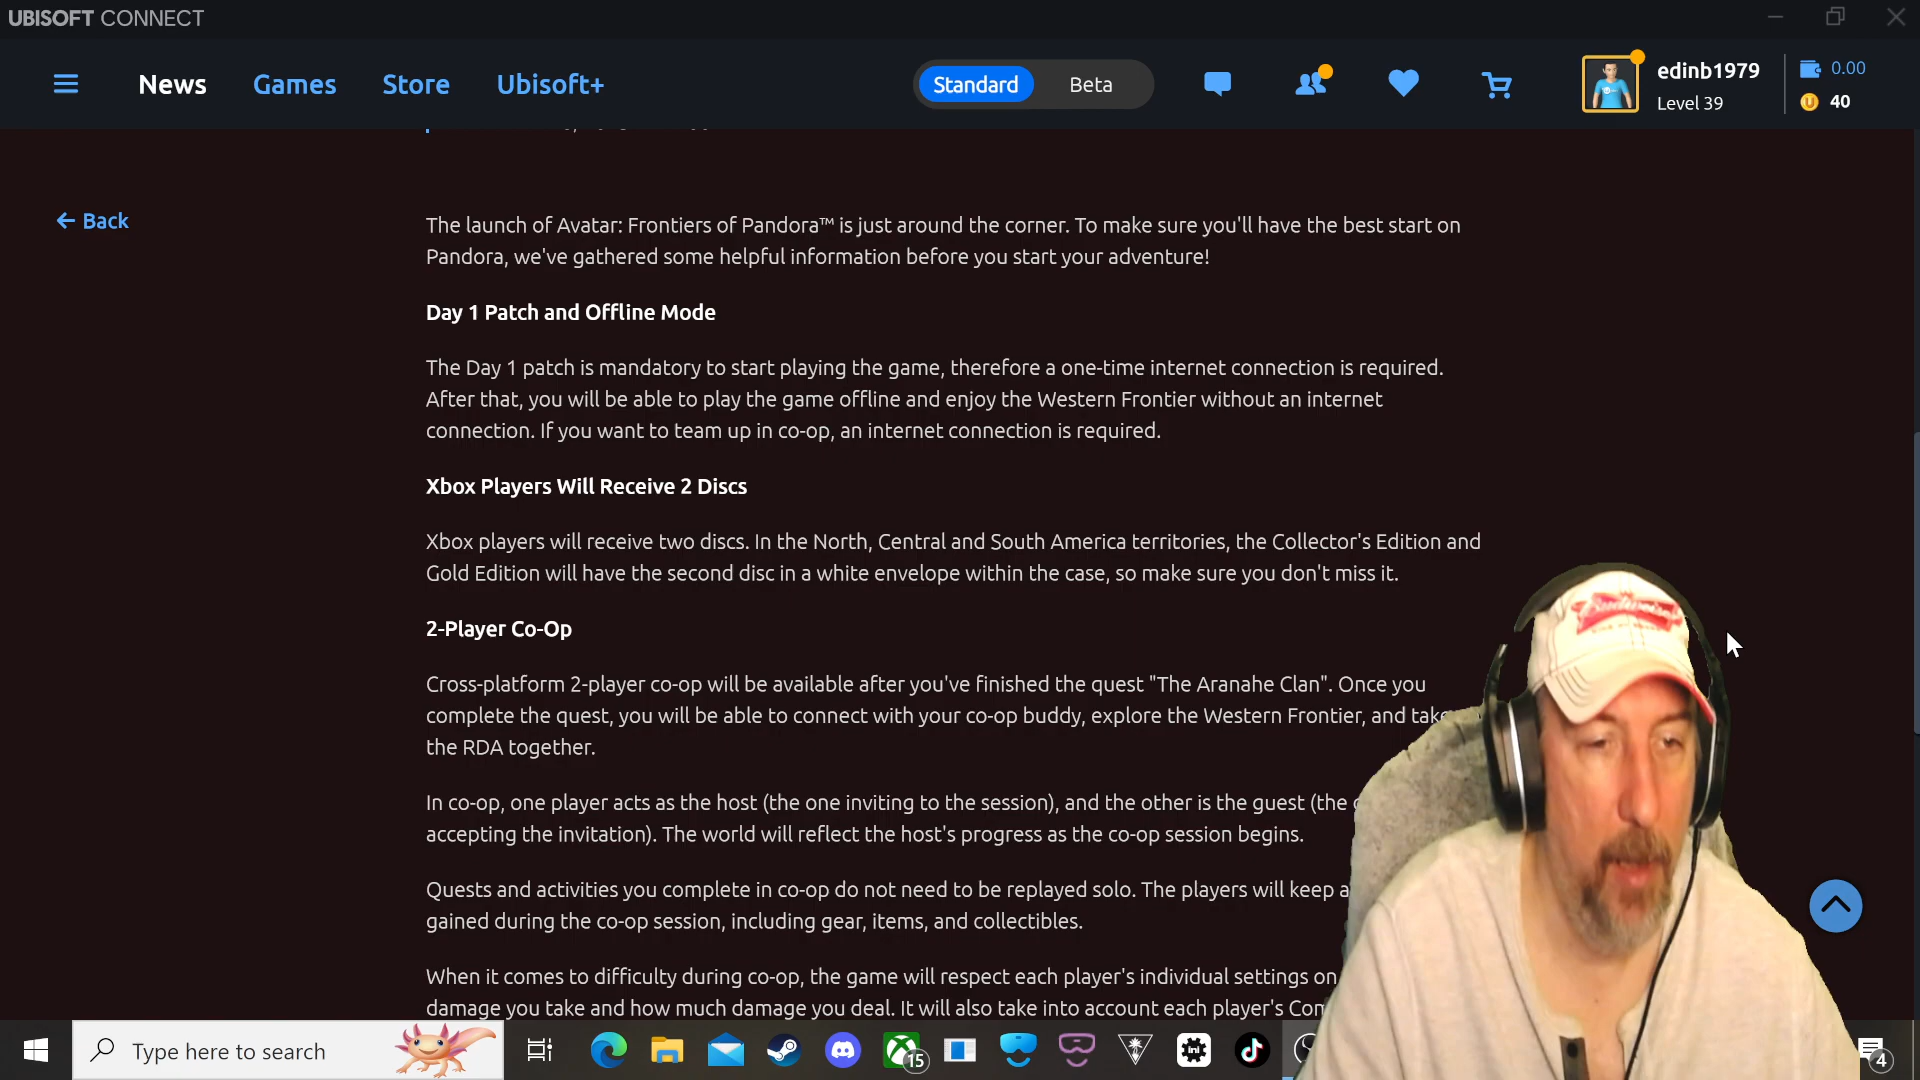 UBISOFT CONNECT
News Games Store Ubisoft+ Standard Beta edinb1979 0.00
Level 39 40
← Back
The launch of Avatar: Frontiers of Pandora™ is just around the corner. To make sure you'll have the best start on
Pandora, we've gathered some helpful information before you start your adventure!
Day 1 Patch and Offline Mode
The Day 1 patch is mandatory to start playing the game, therefore a one-time internet connection is required.
After that, you will be able to play the game offline and enjoy the Western Frontier without an internet
connection. If you want to team up in co-op, an internet connection is required.
Xbox Players Will Receive 2 Discs
Xbox players will receive two discs. In the North, Central and South America territories, the Collector's Edition and
Gold Edition will have the second disc in a white envelope within the case, so make sure you don't miss it.
2-Player Co-Op
Cross-platform 2-player co-op will be available after you've finished the quest "The Aranahe Clan". Once you
complete the quest, you will be able to connect with your co-op buddy, explore the Western Frontier, and take
the RDA together.
In co-op, one player acts as the host (the one inviting to the session), and the other is the guest (the
accepting the invitation). The world will reflect the host's progress as the co-op session begins.
Quests and activities you complete in co-op do not need to be replayed solo. The players will keep
gained during the co-op session, including gear, items, and collectibles.
When it comes to difficulty during co-op, the game will respect each player's individual settings on
damage you take and how much damage you deal. It will also take into account each player's
Budweiser
Type here to search
15
4